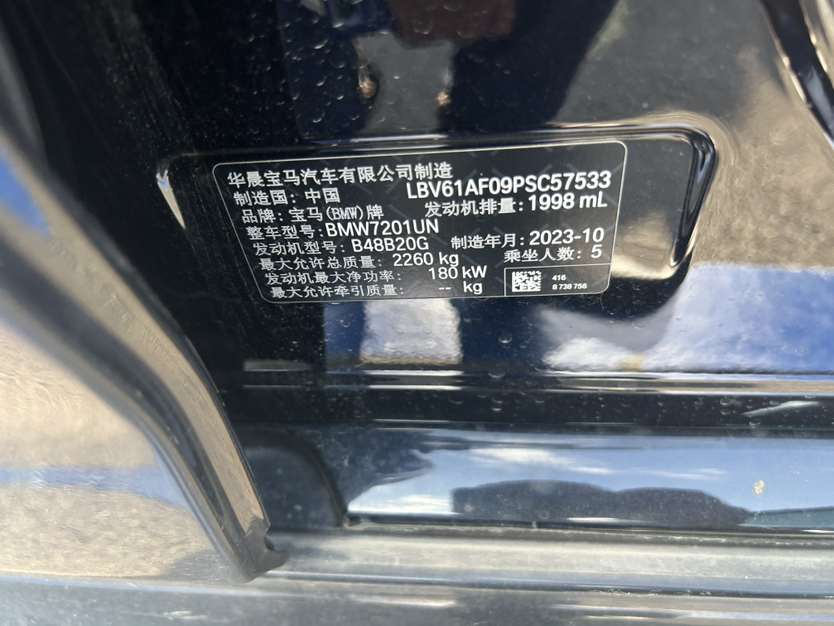 华晨宝马汽车有限公司制造
制造国: 中国 LBV61AF09PSC57533
品牌: 宝马(BMW)牌 发动机排量: 1998 mL
整车型号: BMW7201UN
发动机型号: B48B20G 制造年月: 2023-10
最大允许总质量: 2260 kg 乘坐人数: 5
发动机最大净功率: 180 kW
最大允许牵引质量: -- kg
416
8 738 756